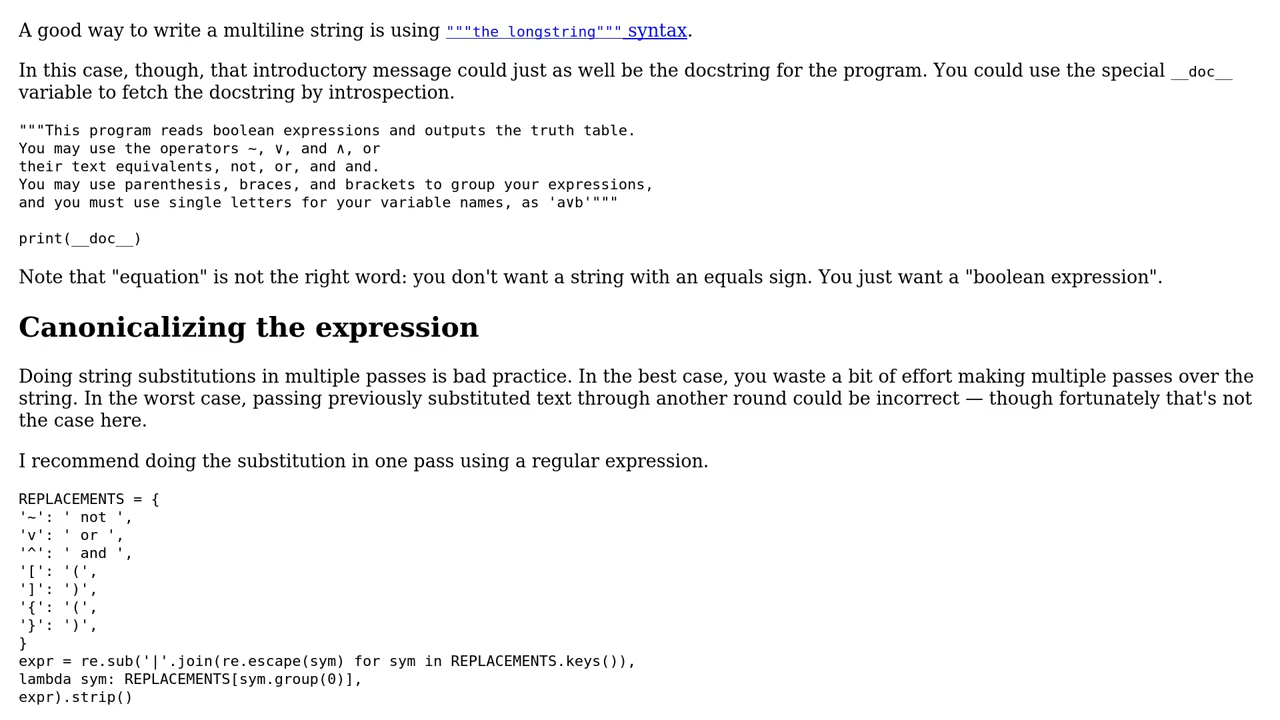 A good way to write a multiline string is using """the longstring""" syntax.
In this case, though, that introductory message could just as well be the docstring for the program. You could use the special __doc__
variable to fetch the docstring by introspection.
"""This program reads boolean expressions and outputs the truth table.
You may use the operators ~, ∨, and ∧, or
their text equivalents, not, or, and and.
You may use parenthesis, braces, and brackets to group your expressions,
and you must use single letters for your variable names, as 'a∨b'"""
print(__doc__)
Note that "equation" is not the right word: you don't want a string with an equals sign. You just want a "boolean expression".
Canonicalizing the expression
Doing string substitutions in multiple passes is bad practice. In the best case, you waste a bit of effort making multiple passes over the
string. In the worst case, passing previously substituted text through another round could be incorrect — though fortunately that's not
the case here.
I recommend doing the substitution in one pass using a regular expression.
REPLACEMENTS = {
'~': ' not ',
'v': ' or ',
'^': ' and ',
'[': '(',
']': ')',
'{': '(',
'}': ')',
}
expr = re.sub('|'.join(re.escape(sym) for sym in REPLACEMENTS.keys()),
lambda sym: REPLACEMENTS[sym.group(0)],
expr).strip()